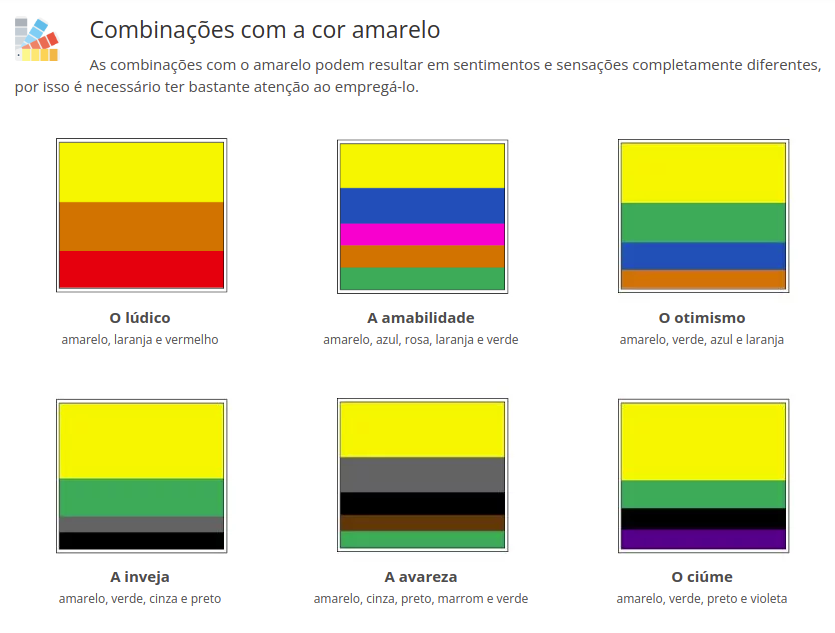 Combinações com a cor amarelo
As combinações com o amarelo podem resultar em sentimentos e sensações completamente diferentes,
por isso é necessário ter bastante atenção ao empregá-lo.
O lúdico
amarelo, laranja e vermelho
A amabilidade
amarelo, azul, rosa, laranja e verde
O otimismo
amarelo, verde, azul e laranja
A inveja
amarelo, verde, cinza e preto
A avareza
amarelo, cinza, preto, marrom e verde
O ciúme
amarelo, verde, preto e violeta